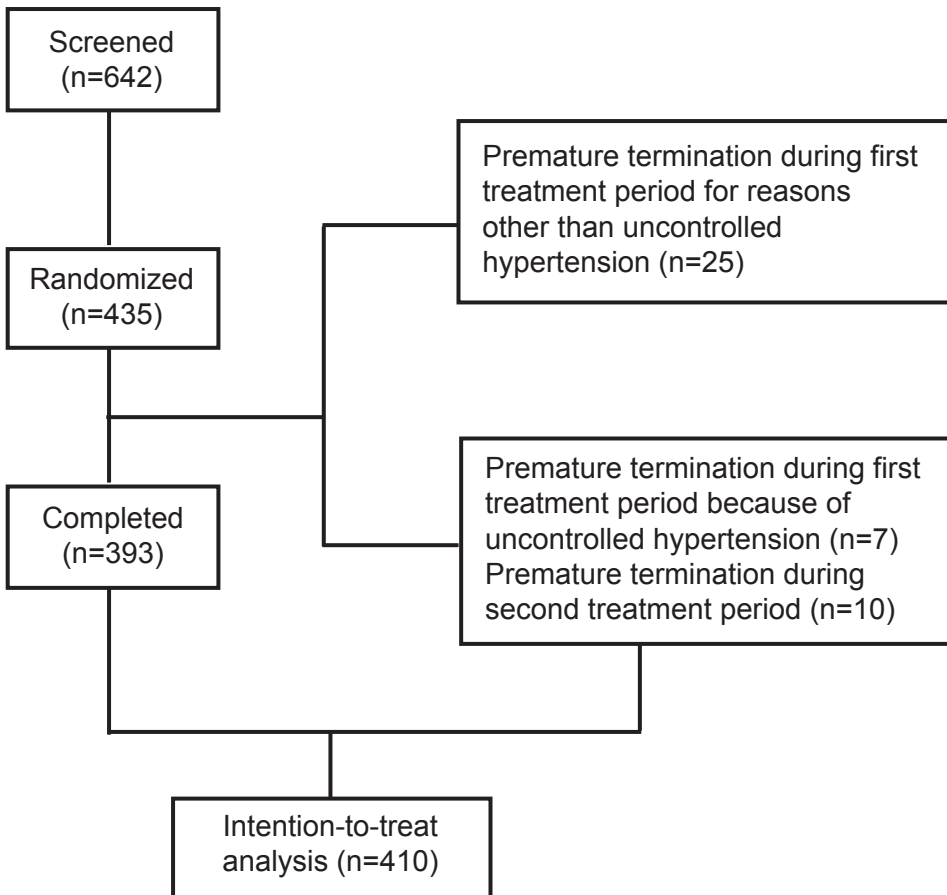 Screened
(n=642)
Premature termination during first
treatment period for reasons
other than uncontrolled
hypertension (n=25)
Randomized
(n=435)
Premature termination during first
treatment period because of
uncontrolled hypertension (n=7)
Premature termination during
second treatment period (n=10)
Completed
(n=393)
Intention-to-treat
analysis (n=410)